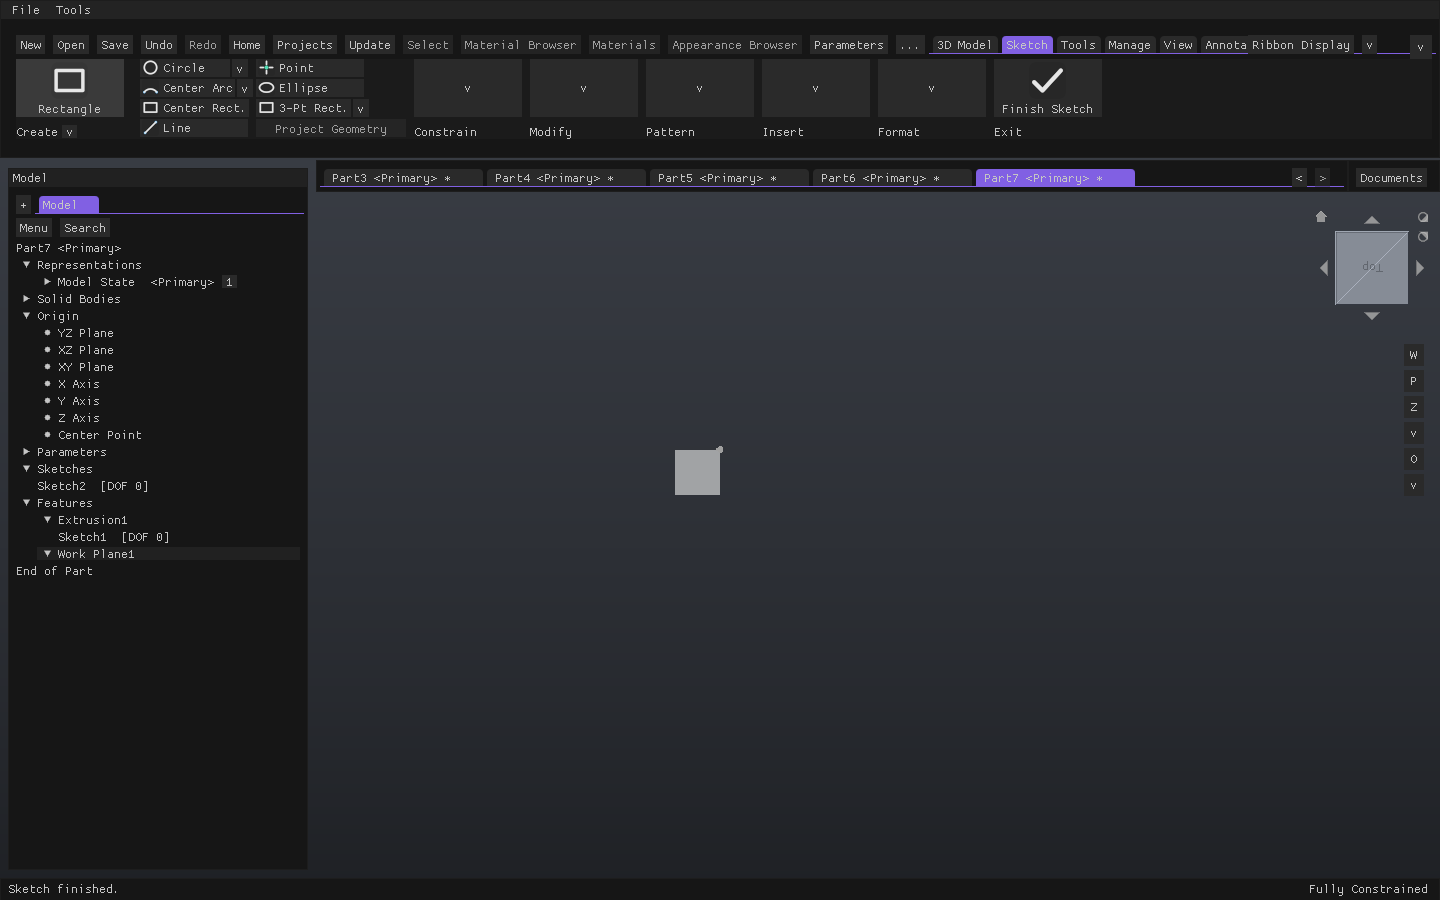 File Tools
New Open Save Undo Redo Home Projects Update Select Material Browser Materials Appearance Browser Parameters ... 3D Model Sketch Tools Manage View Annota Ribbon Display v v
Rectangle
Create v
Circle v
Center Arc v
Center Rect.
Line
Point
Ellipse
3-Pt Rect. v
Project Geometry
v
Constrain
v
Modify
v
Pattern
v
Insert
v
Format
Finish Sketch
Exit
Model
+ Model
Menu Search
Part7 <Primary>
Representations
Model State <Primary> 1
Solid Bodies
Origin
YZ Plane
XZ Plane
XY Plane
X Axis
Y Axis
Z Axis
Center Point
Parameters
Sketches
Sketch2 [DOF 0]
Features
Extrusion1
Sketch1 [DOF 0]
Work Plane1
End of Part
Part3 <Primary> * Part4 <Primary> * Part5 <Primary> * Part6 <Primary> * Part7 <Primary> * < > Documents
Top
W
P
Z
v
O
v
Sketch finished.
Fully Constrained